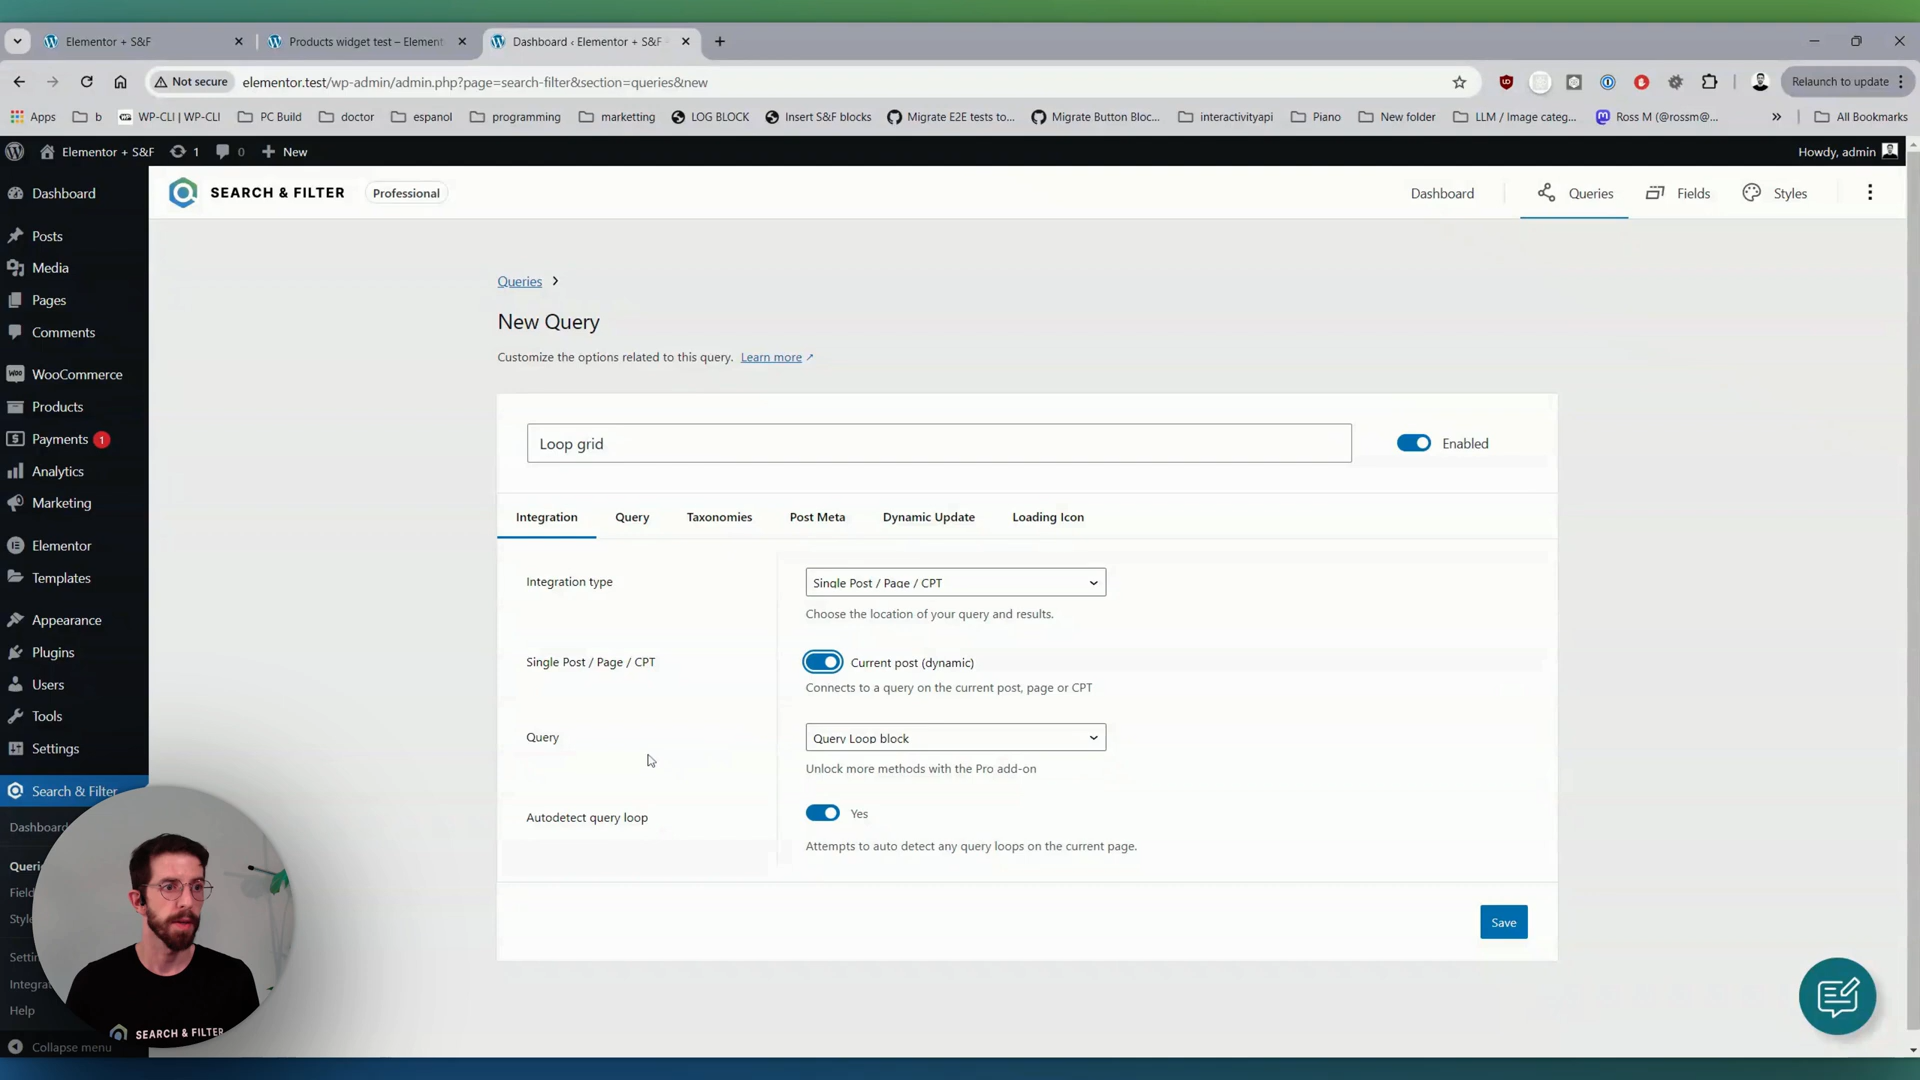 Elementor + S&F
Products widget test – Element
Dashboard ‹ Elementor + S&F
Not secure
elementor.test/wp-admin/admin.php?page=search-filter&section=queries&new
Relaunch to update
Apps
b
WP-CLI | WP-CLI
PC Build
doctor
espanol
programming
marketting
LOG BLOCK
Insert S&F blocks
Migrate E2E tests to...
Migrate Button Bloc...
interactivityapi
Piano
New folder
LLM / Image categ...
Ross M (@rossm@...
All Bookmarks
Elementor + S&F
1
0
New
Howdy, admin
Dashboard
Posts
Media
Pages
Comments
WooCommerce
Products
Payments 1
Analytics
Marketing
Elementor
Templates
Appearance
Plugins
Users
Tools
Settings
Search & Filter
Dashboard
Queri
Field
Style
Settin
Integra
Help
Collapse menu
SEARCH & FILTER
Professional
Dashboard
Queries
Fields
Styles
Queries
New Query
Customize the options related to this query. Learn more ↗
Loop grid
Enabled
Integration
Query
Taxonomies
Post Meta
Dynamic Update
Loading Icon
Integration type
Single Post / Page / CPT
Choose the location of your query and results.
Single Post / Page / CPT
Current post (dynamic)
Connects to a query on the current post, page or CPT
Query
Query Loop block
Unlock more methods with the Pro add-on
Autodetect query loop
Yes
Attempts to auto detect any query loops on the current page.
Save
SEARCH & FILTER